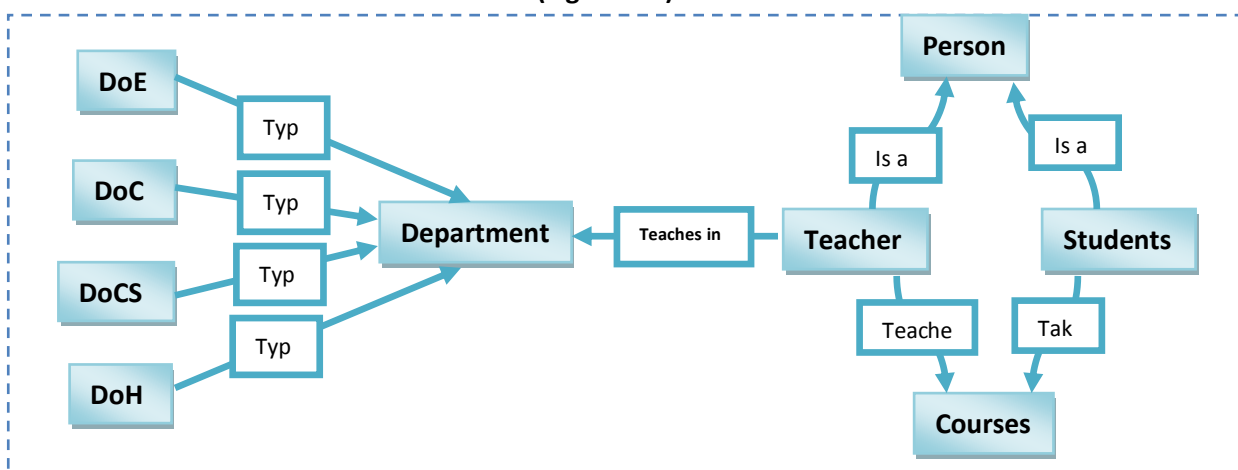 Person
DoE
Typ
Is a
Is a
DoC
Typ
Department
Teaches in
Teacher
Students
DoCS
Typ
Typ
Teache
Tak
DoH
Courses